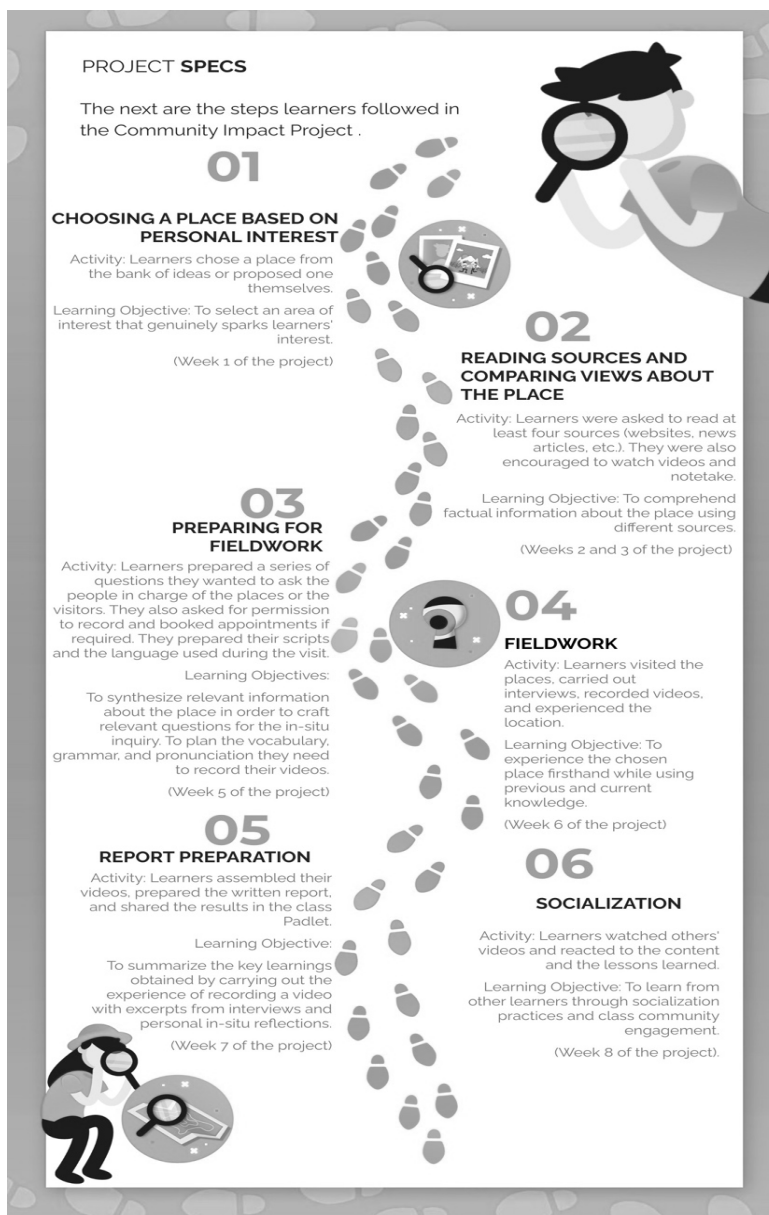 PROJECT SPECS
The next are the steps learners followed in
the Community Impact Project .
01
CHOOSING A PLACE BASED ON
PERSONAL INTEREST
Activity: Learners chose a place from
the bank of ideas or proposed one
themselves.
Learning Objective: To select an area of
interest that genuinely sparks learners'
interest.
(Week 1 of the project)
02
READING SOURCES AND
COMPARING VIEWS ABOUT
THE PLACE
Activity: Learners were asked to read at
least four sources (websites, news
articles, etc.). They were also
encouraged to watch videos and
notetake.
Learning Objective: To comprehend
factual information about the place using
different sources.
(Weeks 2 and 3 of the project)
03
PREPARING FOR
FIELDWORK
Activity: Learners prepared a series of
questions they wanted to ask the
people in charge of the places or the
visitors. They also asked for permission
to record and booked appointments if
required. They prepared their scripts
and the language used during the visit.
Learning Objectives:
To synthesize relevant information
about the place in order to craft
relevant questions for the in-situ
inquiry. To plan the vocabulary,
grammar, and pronunciation they need
to record their videos.
(Week 5 of the project)
04
FIELDWORK
Activity: Learners visited the
places, carried out
interviews, recorded videos,
and experienced the
location.
Learning Objective: To
experience the chosen
place firsthand while using
previous and current
knowledge.
(Week 6 of the project)
05
REPORT PREPARATION
Activity: Learners assembled their
videos, prepared the written report,
and shared the results in the class
Padlet.
Learning Objective:
To summarize the key learnings
obtained by carrying out the
experience of recording a video
with excerpts from interviews and
personal in-situ reflections.
(Week 7 of the project)
06
SOCIALIZATION
Activity: Learners watched others'
videos and reacted to the content
and the lessons learned.
Learning Objective: To learn from
other learners through socialization
practices and class community
engagement.
(Week 8 of the project).